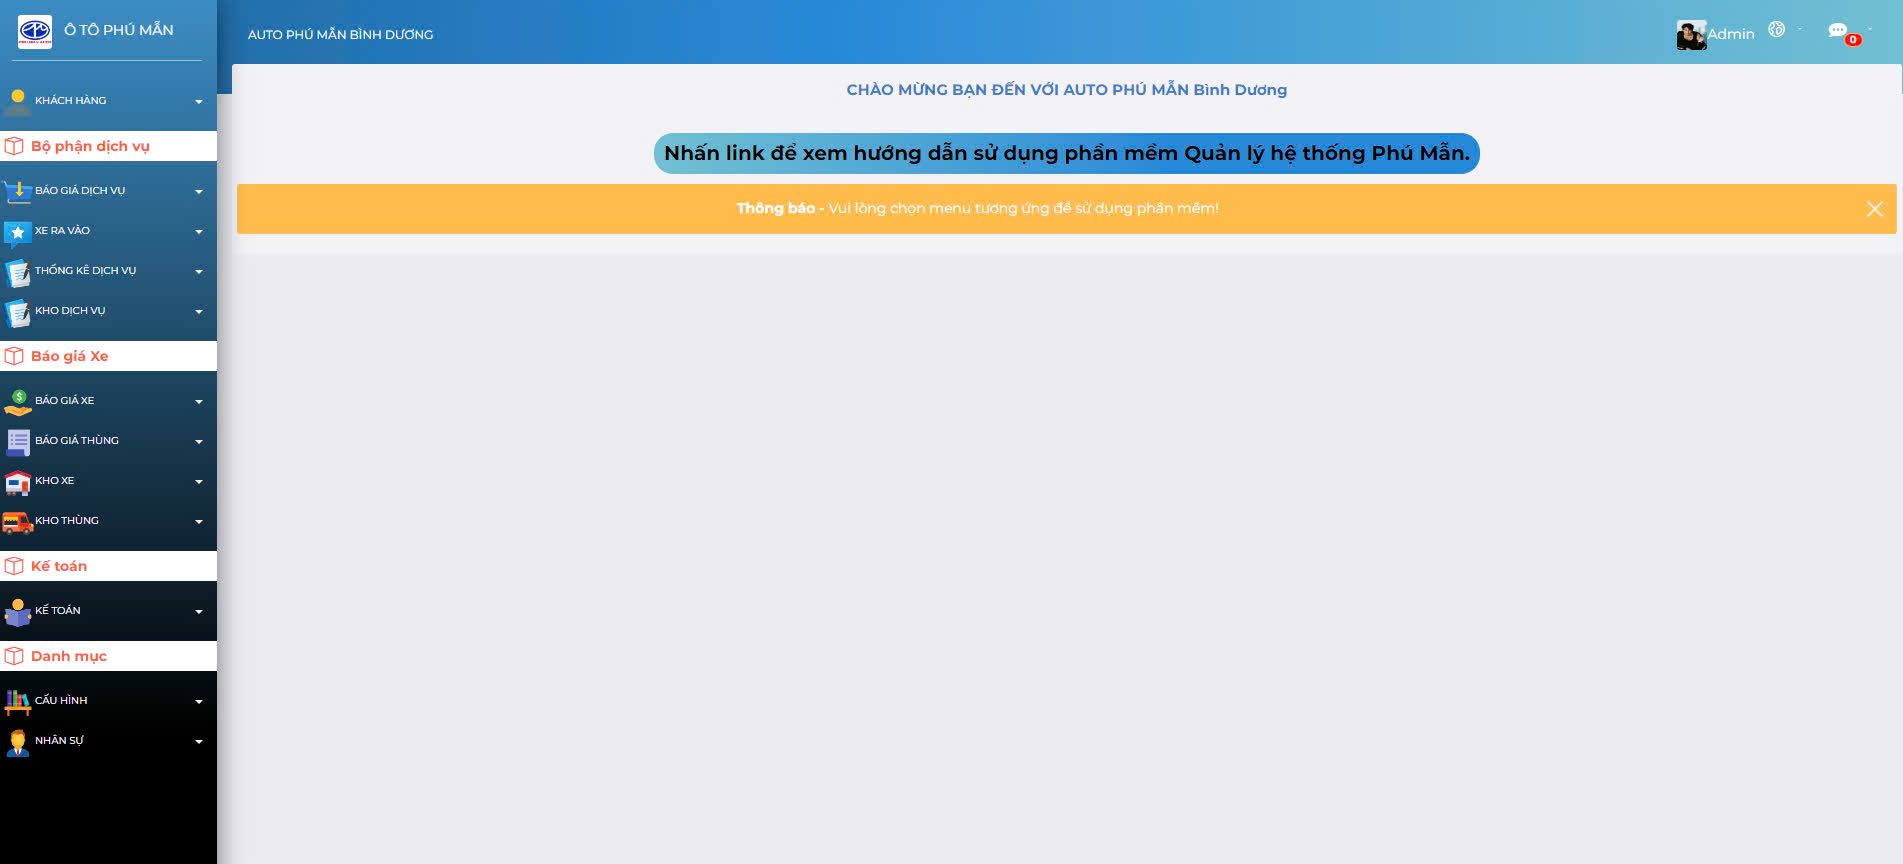 Ô TÔ PHÚ MẪN
KHÁCH HÀNG
Bộ phận dịch vụ
BÁO GIÁ DỊCH VỤ
XE RA VÀO
THỐNG KÊ DỊCH VỤ
KHO DỊCH VỤ
Báo giá Xe
BÁO GIÁ XE
BÁO GIÁ THÙNG
KHO XE
KHO THÙNG
Kế toán
KẾ TOÁN
Danh mục
CẤU HÌNH
NHÂN SỰ
AUTO PHÚ MẪN BÌNH DƯƠNG
Admin
0
CHÀO MỪNG BẠN ĐẾN VỚI AUTO PHÚ MẪN Bình Dương
Nhấn link để xem hướng dẫn sử dụng phần mềm Quản lý hệ thống Phú Mẫn.
Thông báo - Vui lòng chọn menu tương ứng để sử dụng phần mềm!